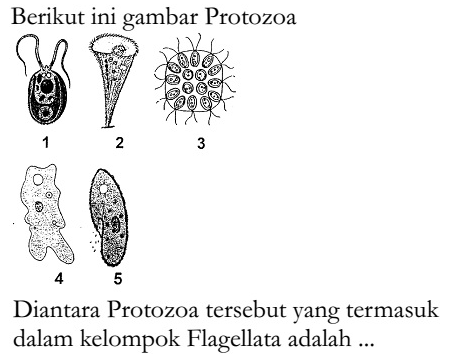 Berikut ini gambar Protozoa
1 2 3
4 5
Diantara Protozoa tersebut yang termasuk
dalam kelompok Flagellata adalah ...